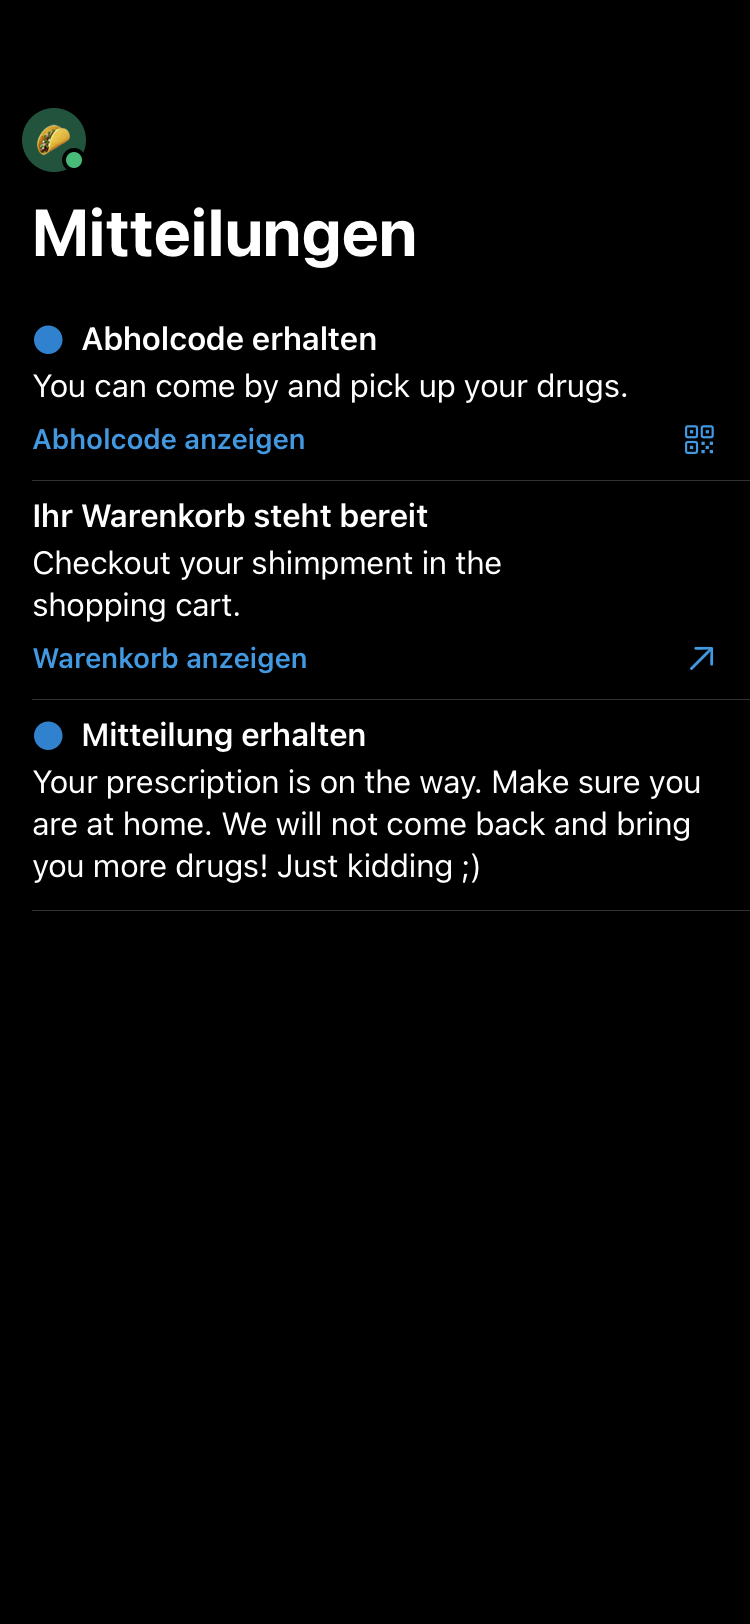 Mitteilungen
Abholcode erhalten
You can come by and pick up your drugs.
Abholcode anzeigen
Ihr Warenkorb steht bereit
Checkout your shimpment in the
shopping cart.
Warenkorb anzeigen
Mitteilung erhalten
Your prescription is on the way. Make sure you
are at home. We will not come back and bring
you more drugs! Just kidding ;)